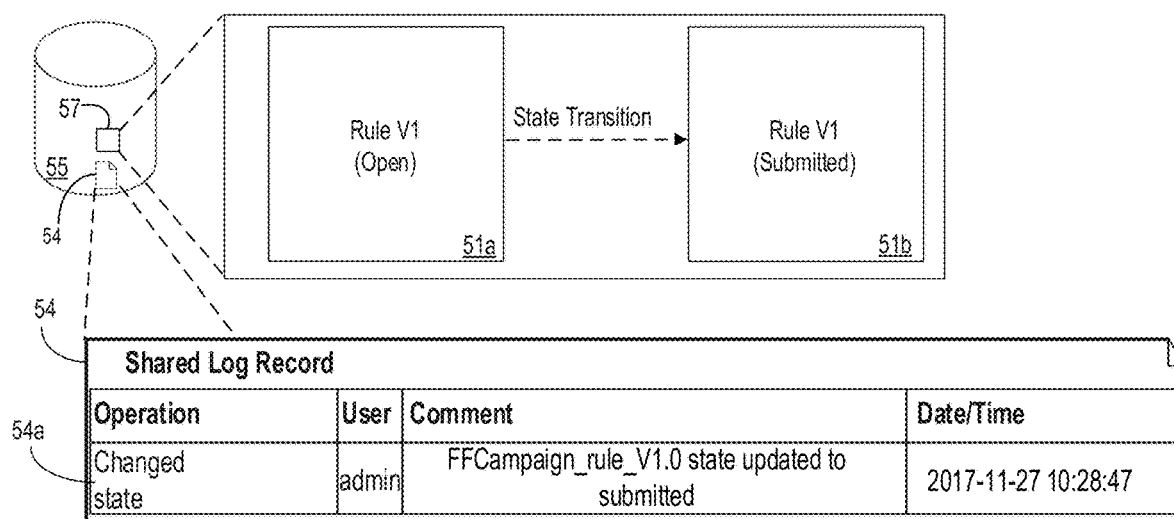 57
55
54
Rule V1
(Open)
51a
State Transition
Rule V1
(Submitted)
51b
54
Shared Log Record
Operation User Comment Date/Time
54a
Changed
state
admin
FFCampaign_rule_V1.0 state updated to
submitted
2017-11-27 10:28:47